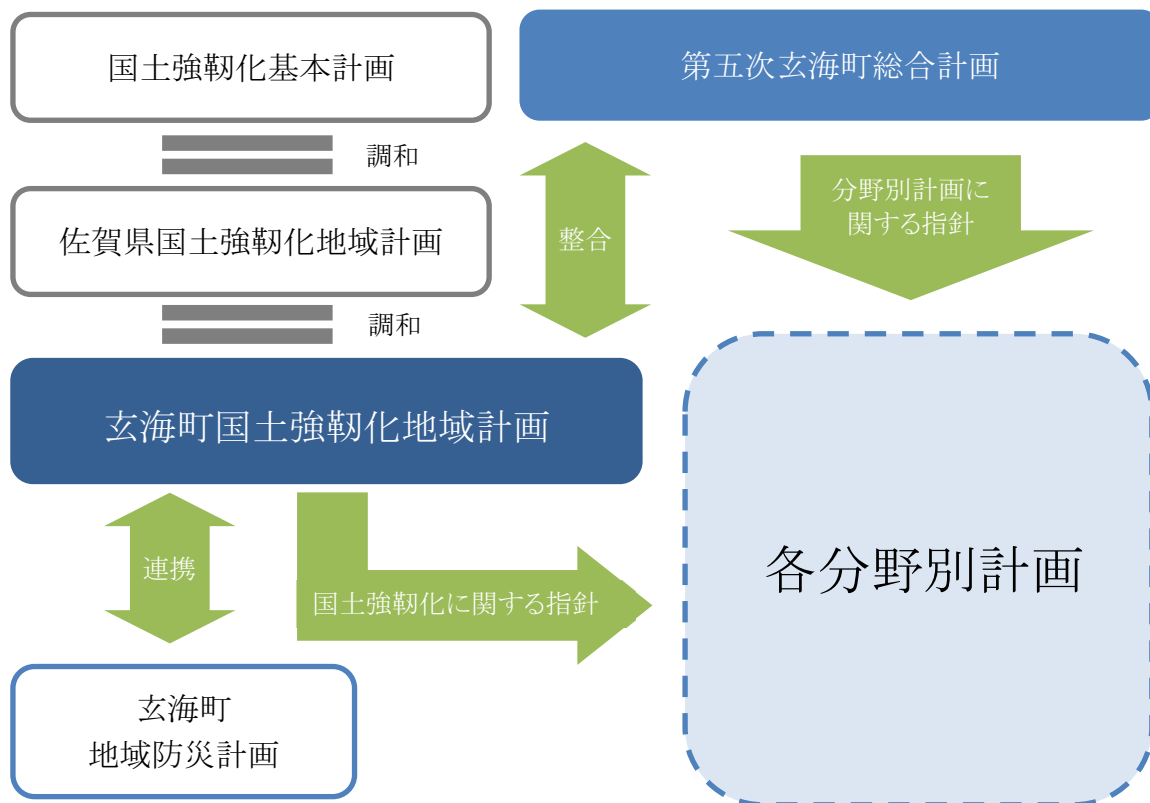 国土強靭化基本計画
第五次玄海町総合計画
調和
佐賀県国土強靭化地域計画
整合
分野別計画に
関する指針
調和
玄海町国土強靭化地域計画
連携
国土強靭化に関する指針
各分野別計画
玄海町
地域防災計画